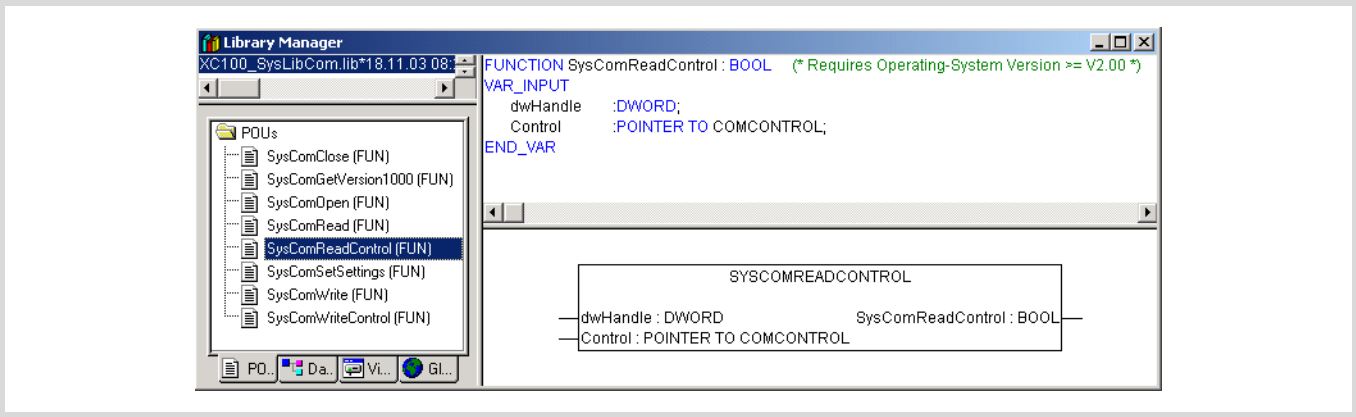 Library Manager
XC100_SysLibCom.lib*18.11.03 08:
FUNCTION SysComReadControl : BOOL (* Requires Operating-System Version >= V2.00 *)
VAR_INPUT
dwHandle :DWORD;
Control :POINTER TO COMCONTROL;
END_VAR
POUs
SysComClose (FUN)
SysComGetVersion1000 (FUN)
SysComOpen (FUN)
SysComRead (FUN)
SysComReadControl (FUN)
SysComSetSettings (FUN)
SysComWrite (FUN)
SysComWriteControl (FUN)
PO.. Da.. Vi... Gl...
SYSCOMREADCONTROL
dwHandle : DWORD SysComReadControl : BOOL
Control : POINTER TO COMCONTROL